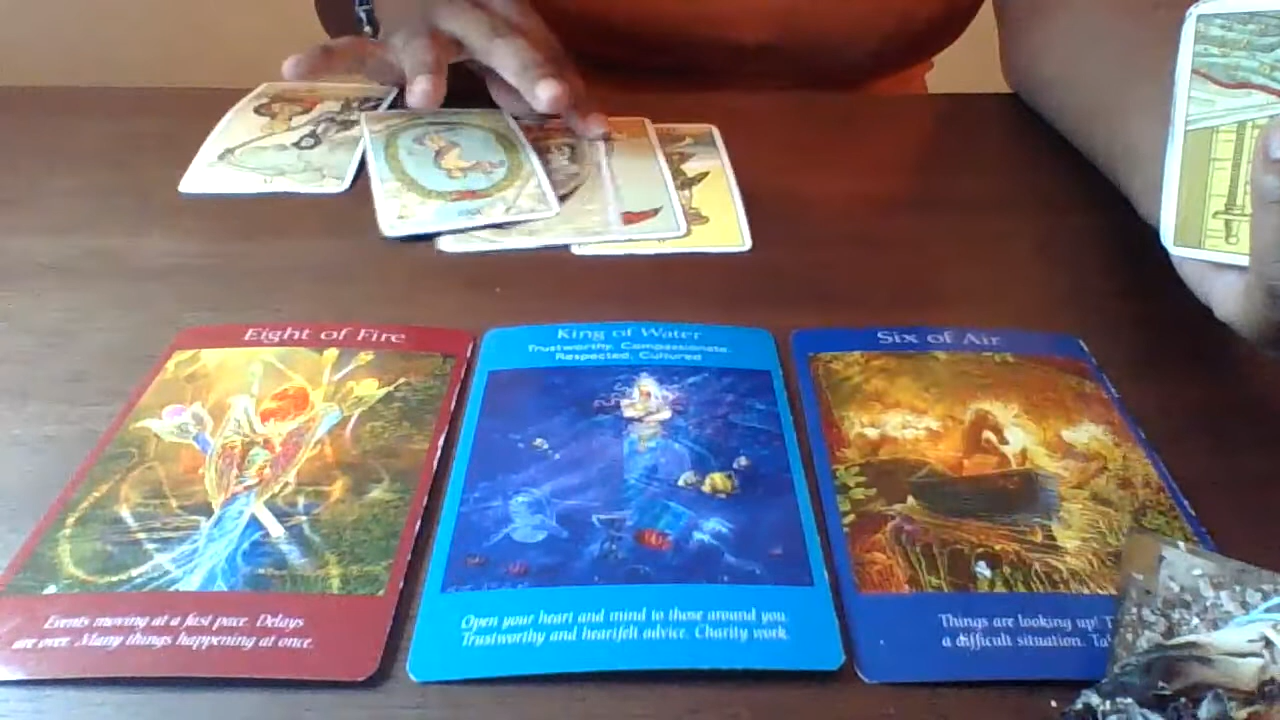 Eight of Fire
Events moving at a fast pace. Delays
are over. Many things happening at once.
King of Water
Trustworthy, Compassionate,
Respected, Cultured
Open your heart and mind to those around you.
Trustworthy and heartfelt advice. Charity work.
Six of Air
Things are looking up!
a difficult situation.